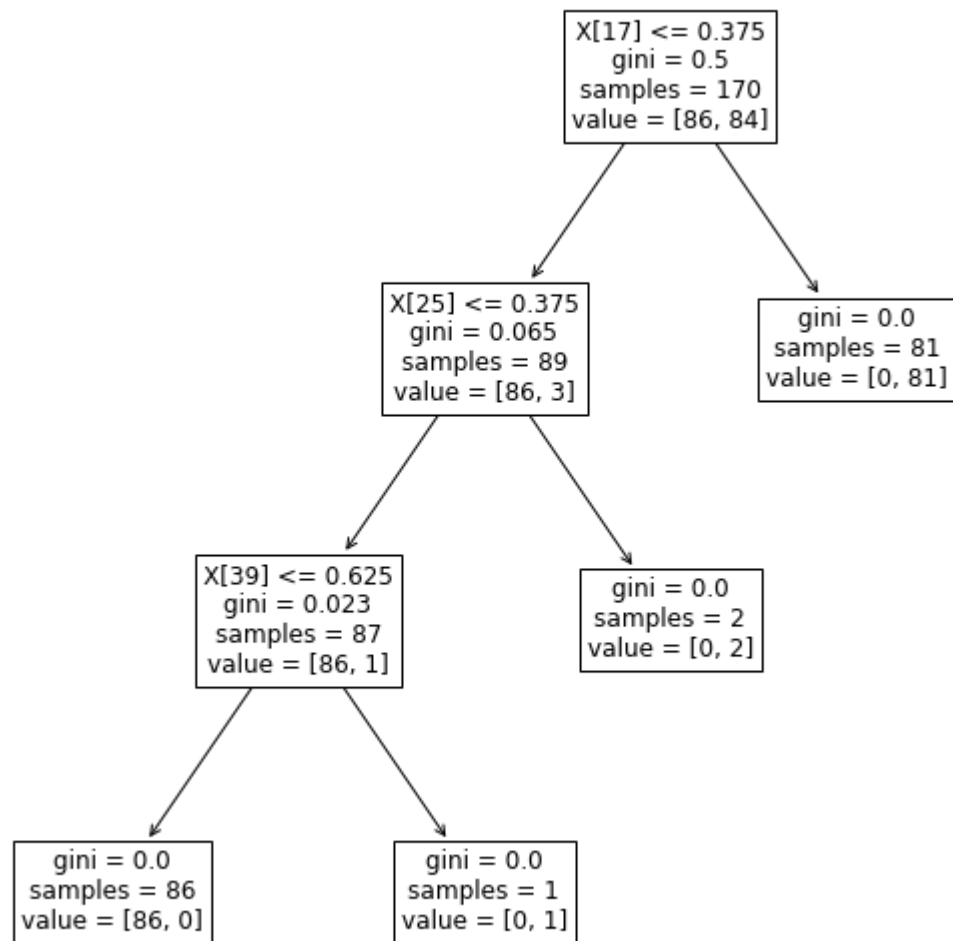 X[17] <= 0.375
gini = 0.5
samples = 170
value = [86, 84]
X[25] <= 0.375
gini = 0.065
samples = 89
value = [86, 3]
gini = 0.0
samples = 81
value = [0, 81]
X[39] <= 0.625
gini = 0.023
samples = 87
value = [86, 1]
gini = 0.0
samples = 2
value = [0, 2]
gini = 0.0
samples = 86
value = [86, 0]
gini = 0.0
samples = 1
value = [0, 1]